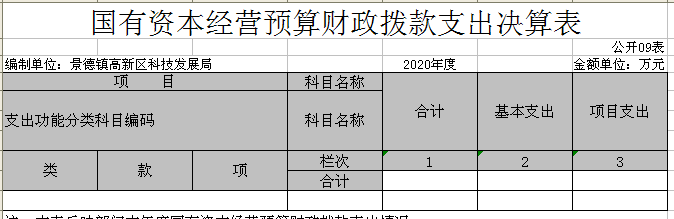 国有资本经营预算财政拨款支出决算表
公开09表
编制单位：景德镇高新区科技发展局 2020年度 金额单位：万元
项 目 科目名称 合计 基本支出 项目支出
支出功能分类科目编码 科目名称
类 款 项 栏次 1 2 3
合计
注：本表反映部门本年度国有资本经营预算财政拨款支出情况